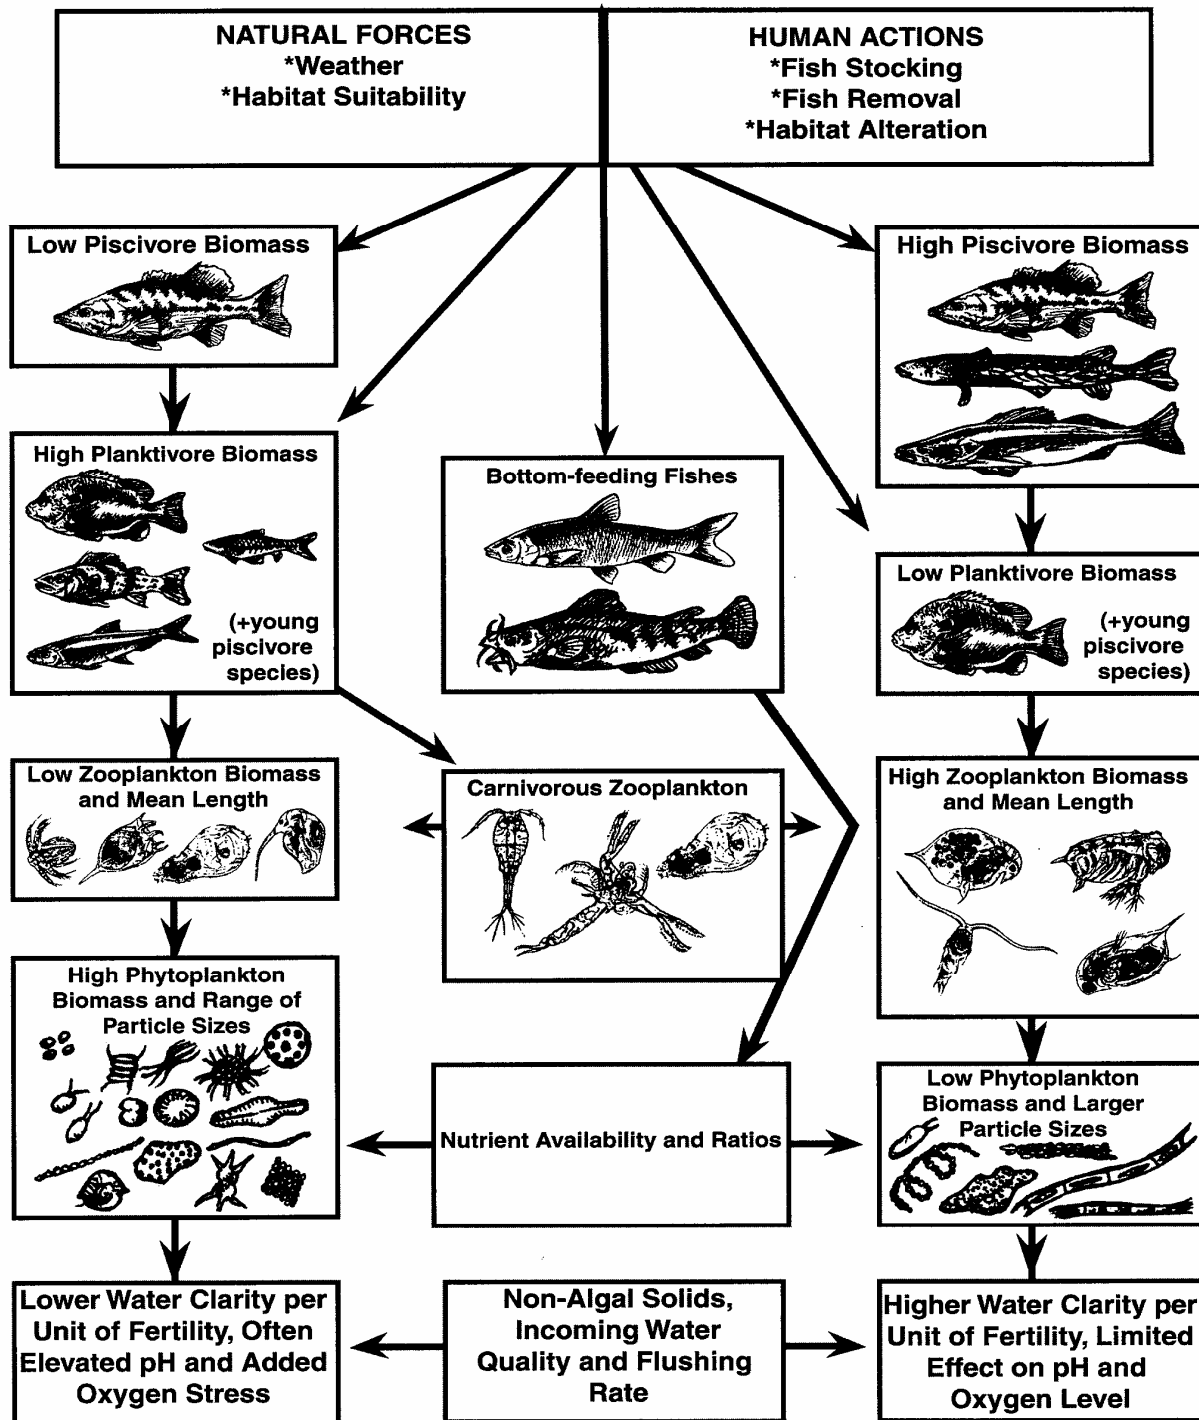 NATURAL FORCES
*Weather
*Habitat Suitability
HUMAN ACTIONS
*Fish Stocking
*Fish Removal
*Habitat Alteration
Low Piscivore Biomass
High Piscivore Biomass
High Planktivore Biomass
(+young
piscivore
species)
Bottom-feeding Fishes
Low Planktivore Biomass
(+young
piscivore
species)
Low Zooplankton Biomass
and Mean Length
Carnivorous Zooplankton
High Zooplankton Biomass
and Mean Length
High Phytoplankton
Biomass and Range of
Particle Sizes
Nutrient Availability and Ratios
Low Phytoplankton
Biomass and Larger
Particle Sizes
Lower Water Clarity per
Unit of Fertility, Often
Elevated pH and Added
Oxygen Stress
Non-Algal Solids,
Incoming Water
Quality and Flushing
Rate
Higher Water Clarity per
Unit of Fertility, Limited
Effect on pH and
Oxygen Level